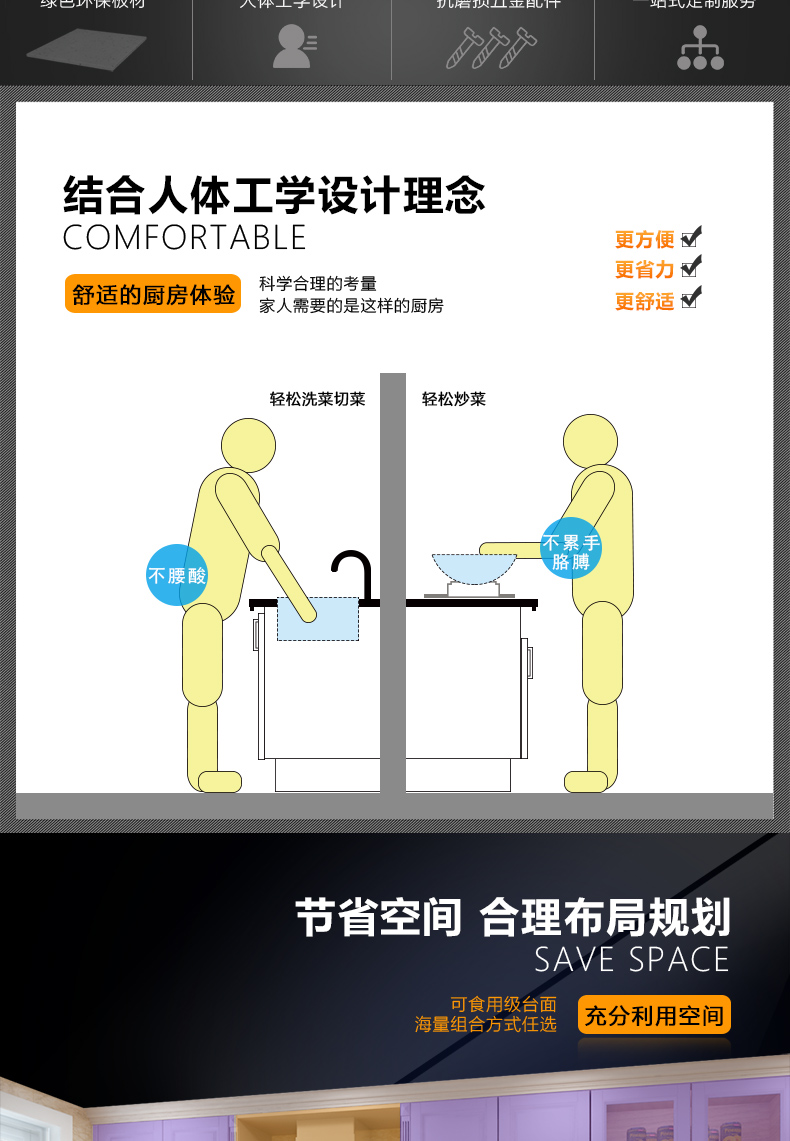 绿色环保板材
人体工学设计
抗磨损五金配件
一站式定制服务
结合人体工学设计理念
COMFORTABLE
舒适的厨房体验
科学合理的考量
家人需要的是这样的厨房
更方便
更省力
更舒适
轻松洗菜切菜
轻松炒菜
不腰酸
不累手
胳膊
节省空间 合理布局规划
SAVE SPACE
可食用级台面
海量组合方式任选
充分利用空间